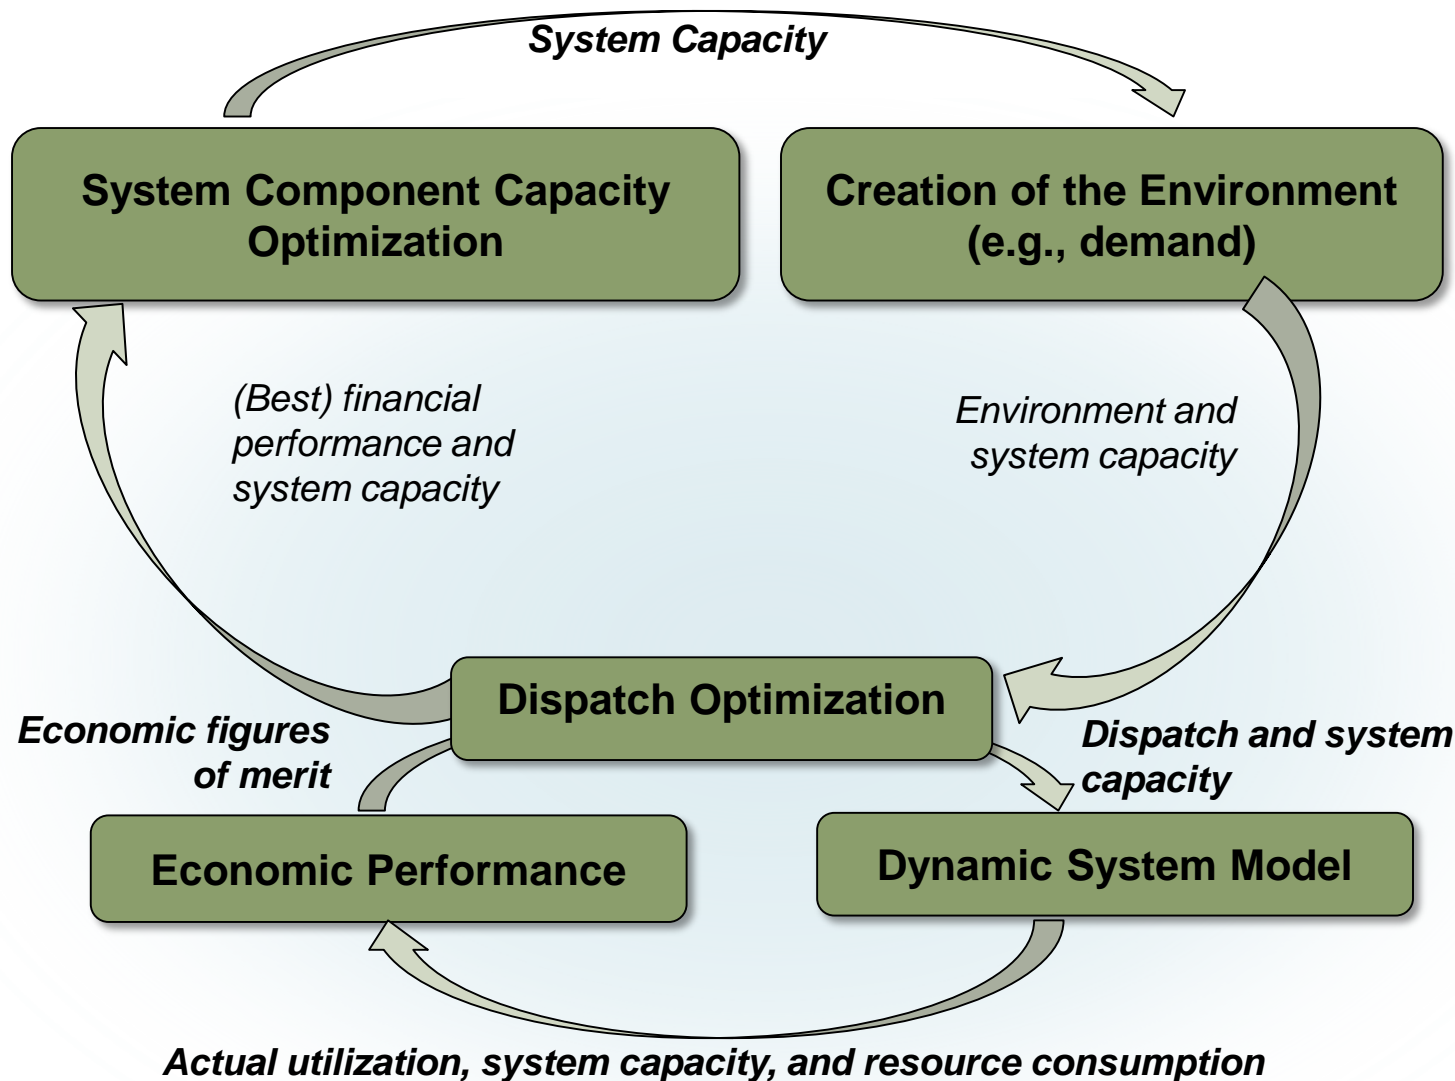 System Capacity
System Component Capacity
Optimization
Creation of the Environment
(e.g., demand)
(Best) financial
performance and
system capacity
Environment and
system capacity
Dispatch Optimization
Economic figures
of merit
Dispatch and system
capacity
Economic Performance
Dynamic System Model
Actual utilization, system capacity, and resource consumption